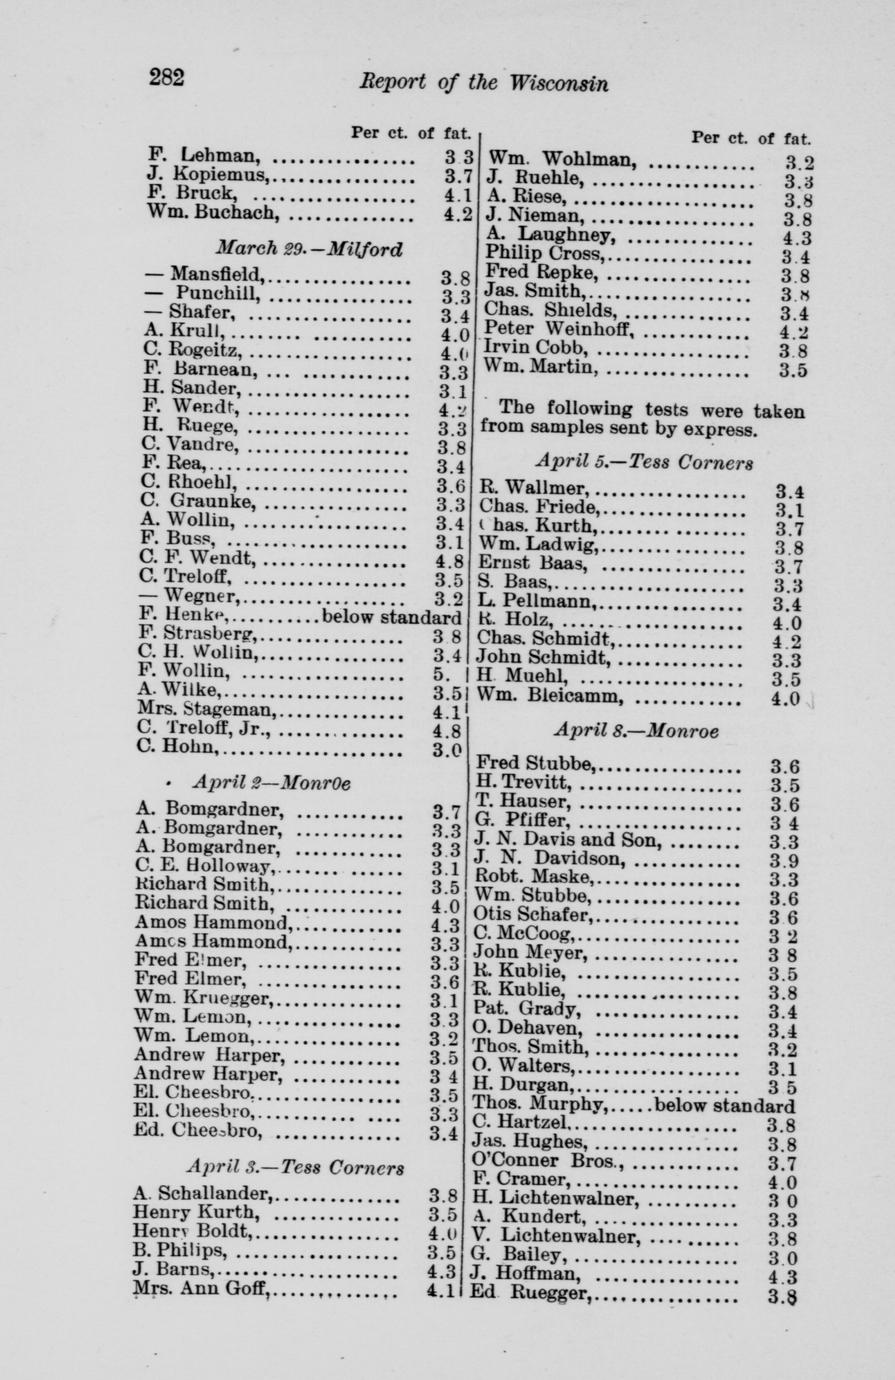 282
Report of the Wisconsin
Per ct. of fat.
F. Lehman, ................ 3 3
J. Kopiemus,................ 3.7
F. Bruck, ................. 4.1
Wm. Buchach, .............. 4.2
March 29.—Milford
— Mansfield,................ 3.8
— Punchill, ................ 3.3
— Shafer, .................. 3.4
A. Krull,........ ........... 4.0
C. Rogeitz, .................. 4.0
F. Barnean, ... ............ 3.3
H. Sander, .................. 3.1
F. Wendt, .................. 4.2
H. Ruege, .................. 3.3
C. Vandre, .................. 3.8
F. Rea,...................... 3.4
C. Rhoehl, .................. 3.6
C. Graunke, ................ 3.3
A. Wollin, .................. 3.4
F. Buss, .................... 3.1
C. F. Wendt, ................ 4.8
C. Treloff, .................. 3.5
— Wegner,.................. 3.2
F. Henke,..........below standard
F. Strasberg,................ 3 8
C. H. Wollin,................ 3.4
F. Wollin, .................. 5.
A. Wilke,.................... 3.5
Mrs. Stageman,.............. 4.1
C. Treloff, Jr., .............. 4.8
C. Hohn,.................... 3.0
April 2—Monr0e
A. Bomgardner, ............ 3.7
A. Bomgardner, ............ 3.3
A. Bomgardner, ............ 3 3
C. E. Holloway,....... ...... 3.1
Richard Smith,.............. 3.5
Richard Smith, ............. 4.0
Amos Hammond,............ 4.3
Amos Hammond,............ 3.3
Fred Elmer, ................ 3.3
Fred Elmer, ................ 3.6
Wm. Kruegger,.............. 3.1
Wm. Lemon, ................ 3 3
Wm. Lemon,................ 3.2
Andrew Harper, ............ 3.5
Andrew Harper, ............ 3 4
El. Cheesbro,................ 3.5
El. Cheesbro,........... .... 3.3
Ed. Cheesbro, .............. 3.4
April 3.—Tess Corners
A. Schallander,.............. 3.8
Henry Kurth, .............. 3.5
Henry Boldt,................ 4.0
B. Philips, .................. 3.5
J. Barns,.................... 4.3
Mrs. Ann Goff,.............. 4.1
Per ct. of fat.
Wm. Wohlman, ............ 3.2
J. Ruehle, .................. 3.3
A. Riese, .................... 3.8
J. Nieman, .................. 3.8
A. Laughney, .............. 4.3
Philip Cross,................ 3.4
Fred Repke, ................ 3.8
Jas. Smith,.................. 3.8
Chas. Shields, .............. 3.4
Peter Weinhoff, ............ 4.2
Irvin Cobb, ................. 3.8
Wm. Martin, ................ 3.5
The following tests were taken
from samples sent by express.
April 5.—Tess Corners
R. Wallmer, ................. 3.4
Chas. Friede,................ 3.1
Chas. Kurth,................ 3.7
Wm. Ladwig,................ 3.8
Ernst Baas, ................ 3.7
S. Baas,..................... 3.3
L. Pellmann,................ 3.4
R. Holz, .................... 4.0
Chas. Schmidt,.............. 4 2
John Schmidt, .............. 3.3
H. Muehl, .................. 3.5
Wm. Bleicamm, ............ 4.0
April 8.—Monroe
Fred Stubbe,................ 3.6
H. Trevitt, .................. 3.5
T. Hauser, .................. 3.6
G. Pfiffer, .................. 3 4
J. N. Davis and Son, ........ 3.3
J. N. Davidson, ............ 3.9
Robt. Maske,................ 3.3
Wm. Stubbe, ................ 3.6
Otis Schafer,................ 3 6
C. McCoog,.................. 3 2
John Meyer, ................ 3 8
R. Kublie, .................. 3.5
R. Kublie, .................. 3.8
Pat. Grady, ................ 3.4
O. Dehaven, ................ 3.4
Thos. Smith, ................ 3.2
O. Walters,.................. 3.1
H. Durgan,.................. 3 5
Thos. Murphy,.....below standard
C. Hartzel,.................. 3.8
Jas. Hughes, ................ 3.8
O'Conner Bros., ............ 3.7
F. Cramer, .................. 4.0
H. Lichtenwalner, .......... 3 0
A. Kundert, ................ 3.3
V. Lichtenwalner, .......... 3.8
G. Bailey, .................. 3.0
J. Hoffman, ................ 4.3
Ed Ruegger,................ 3.8